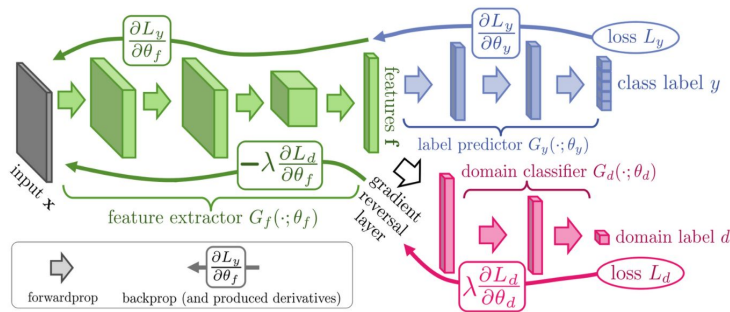 ∂L_y/∂θ_f
∂L_y/∂θ_y
loss L_y
features f
class label y
label predictor G_y(·; θ_y)
input x
−λ ∂L_d/∂θ_f
feature extractor G_f(·; θ_f)
gradient
reversal
layer
domain classifier G_d(·; θ_d)
domain label d
λ ∂L_d/∂θ_d
loss L_d
∂L_y/∂θ_f
forwardprop
backprop (and produced derivatives)